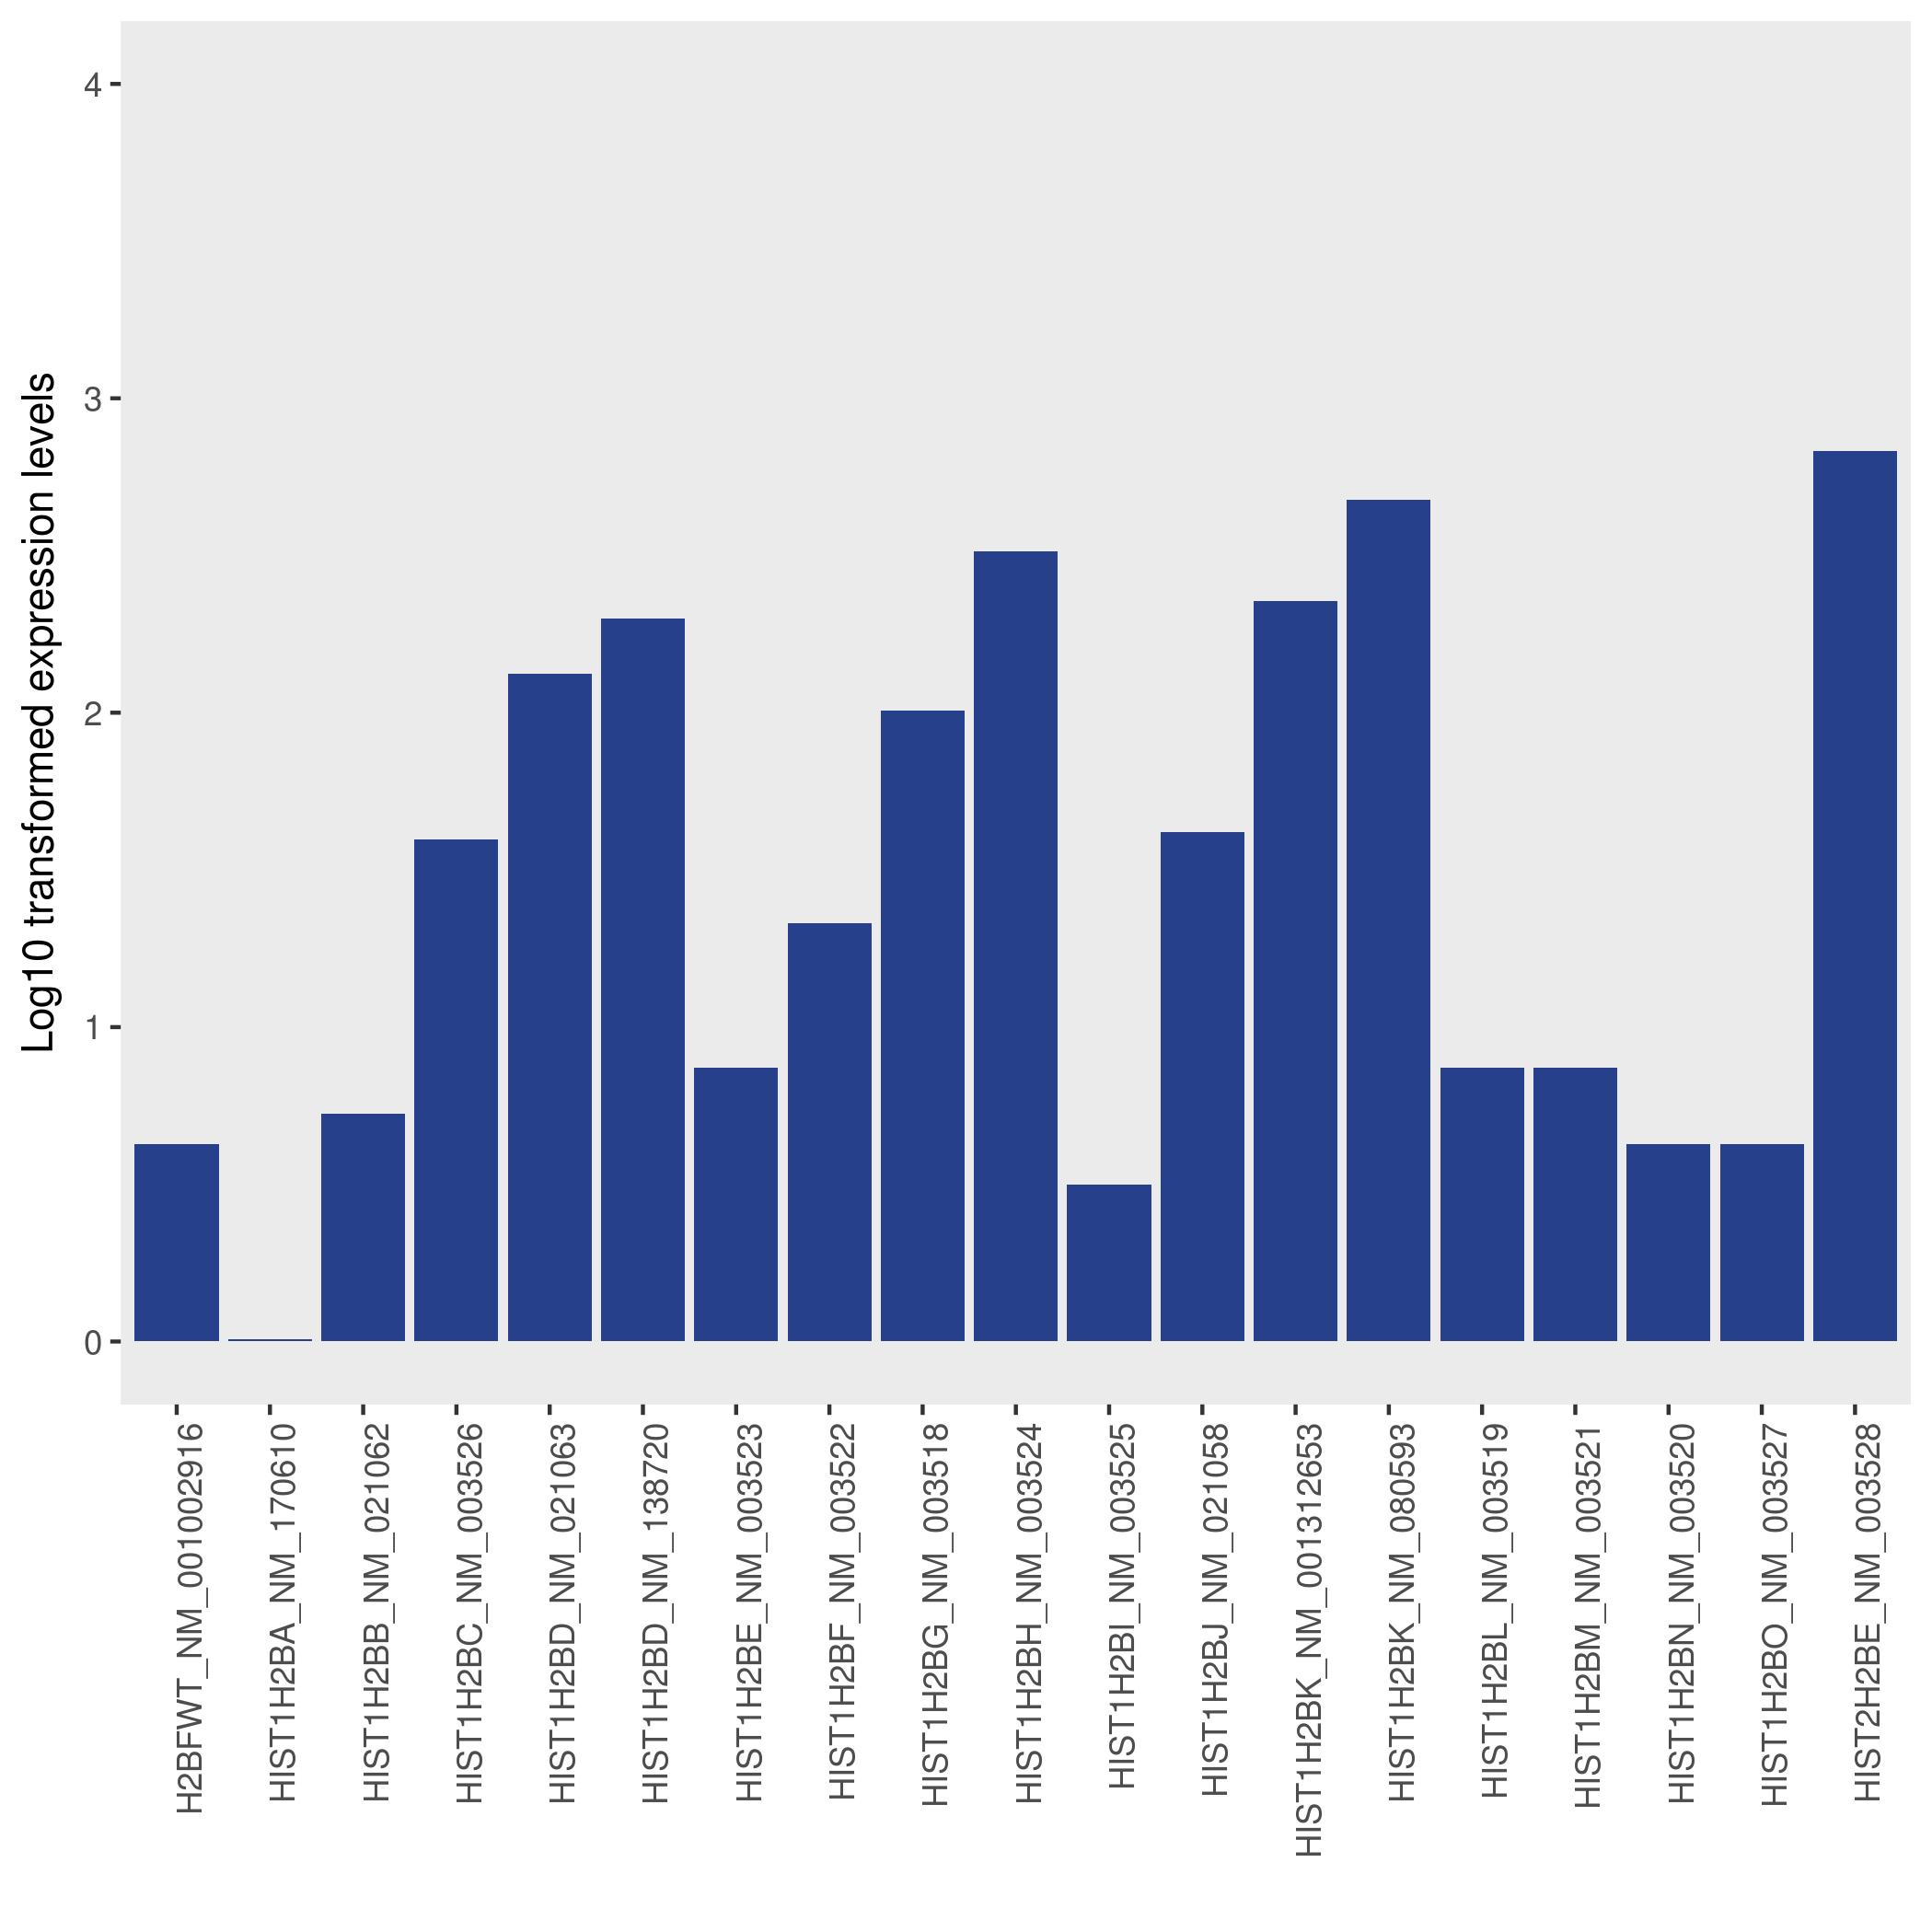 Log10 transformed expression levels
4
3
2
1
0
H2BFWT_NM_001002916
HIST1H2BA_NM_170610
HIST1H2BB_NM_021062
HIST1H2BC_NM_003526
HIST1H2BD_NM_021063
HIST1H2BD_NM_138720
HIST1H2BE_NM_003523
HIST1H2BF_NM_003522
HIST1H2BG_NM_003518
HIST1H2BH_NM_003524
HIST1H2BI_NM_003525
HIST1H2BJ_NM_021058
HIST1H2BK_NM_001312653
HIST1H2BK_NM_080593
HIST1H2BL_NM_003519
HIST1H2BM_NM_003521
HIST1H2BN_NM_003520
HIST1H2BO_NM_003527
HIST2H2BE_NM_003528